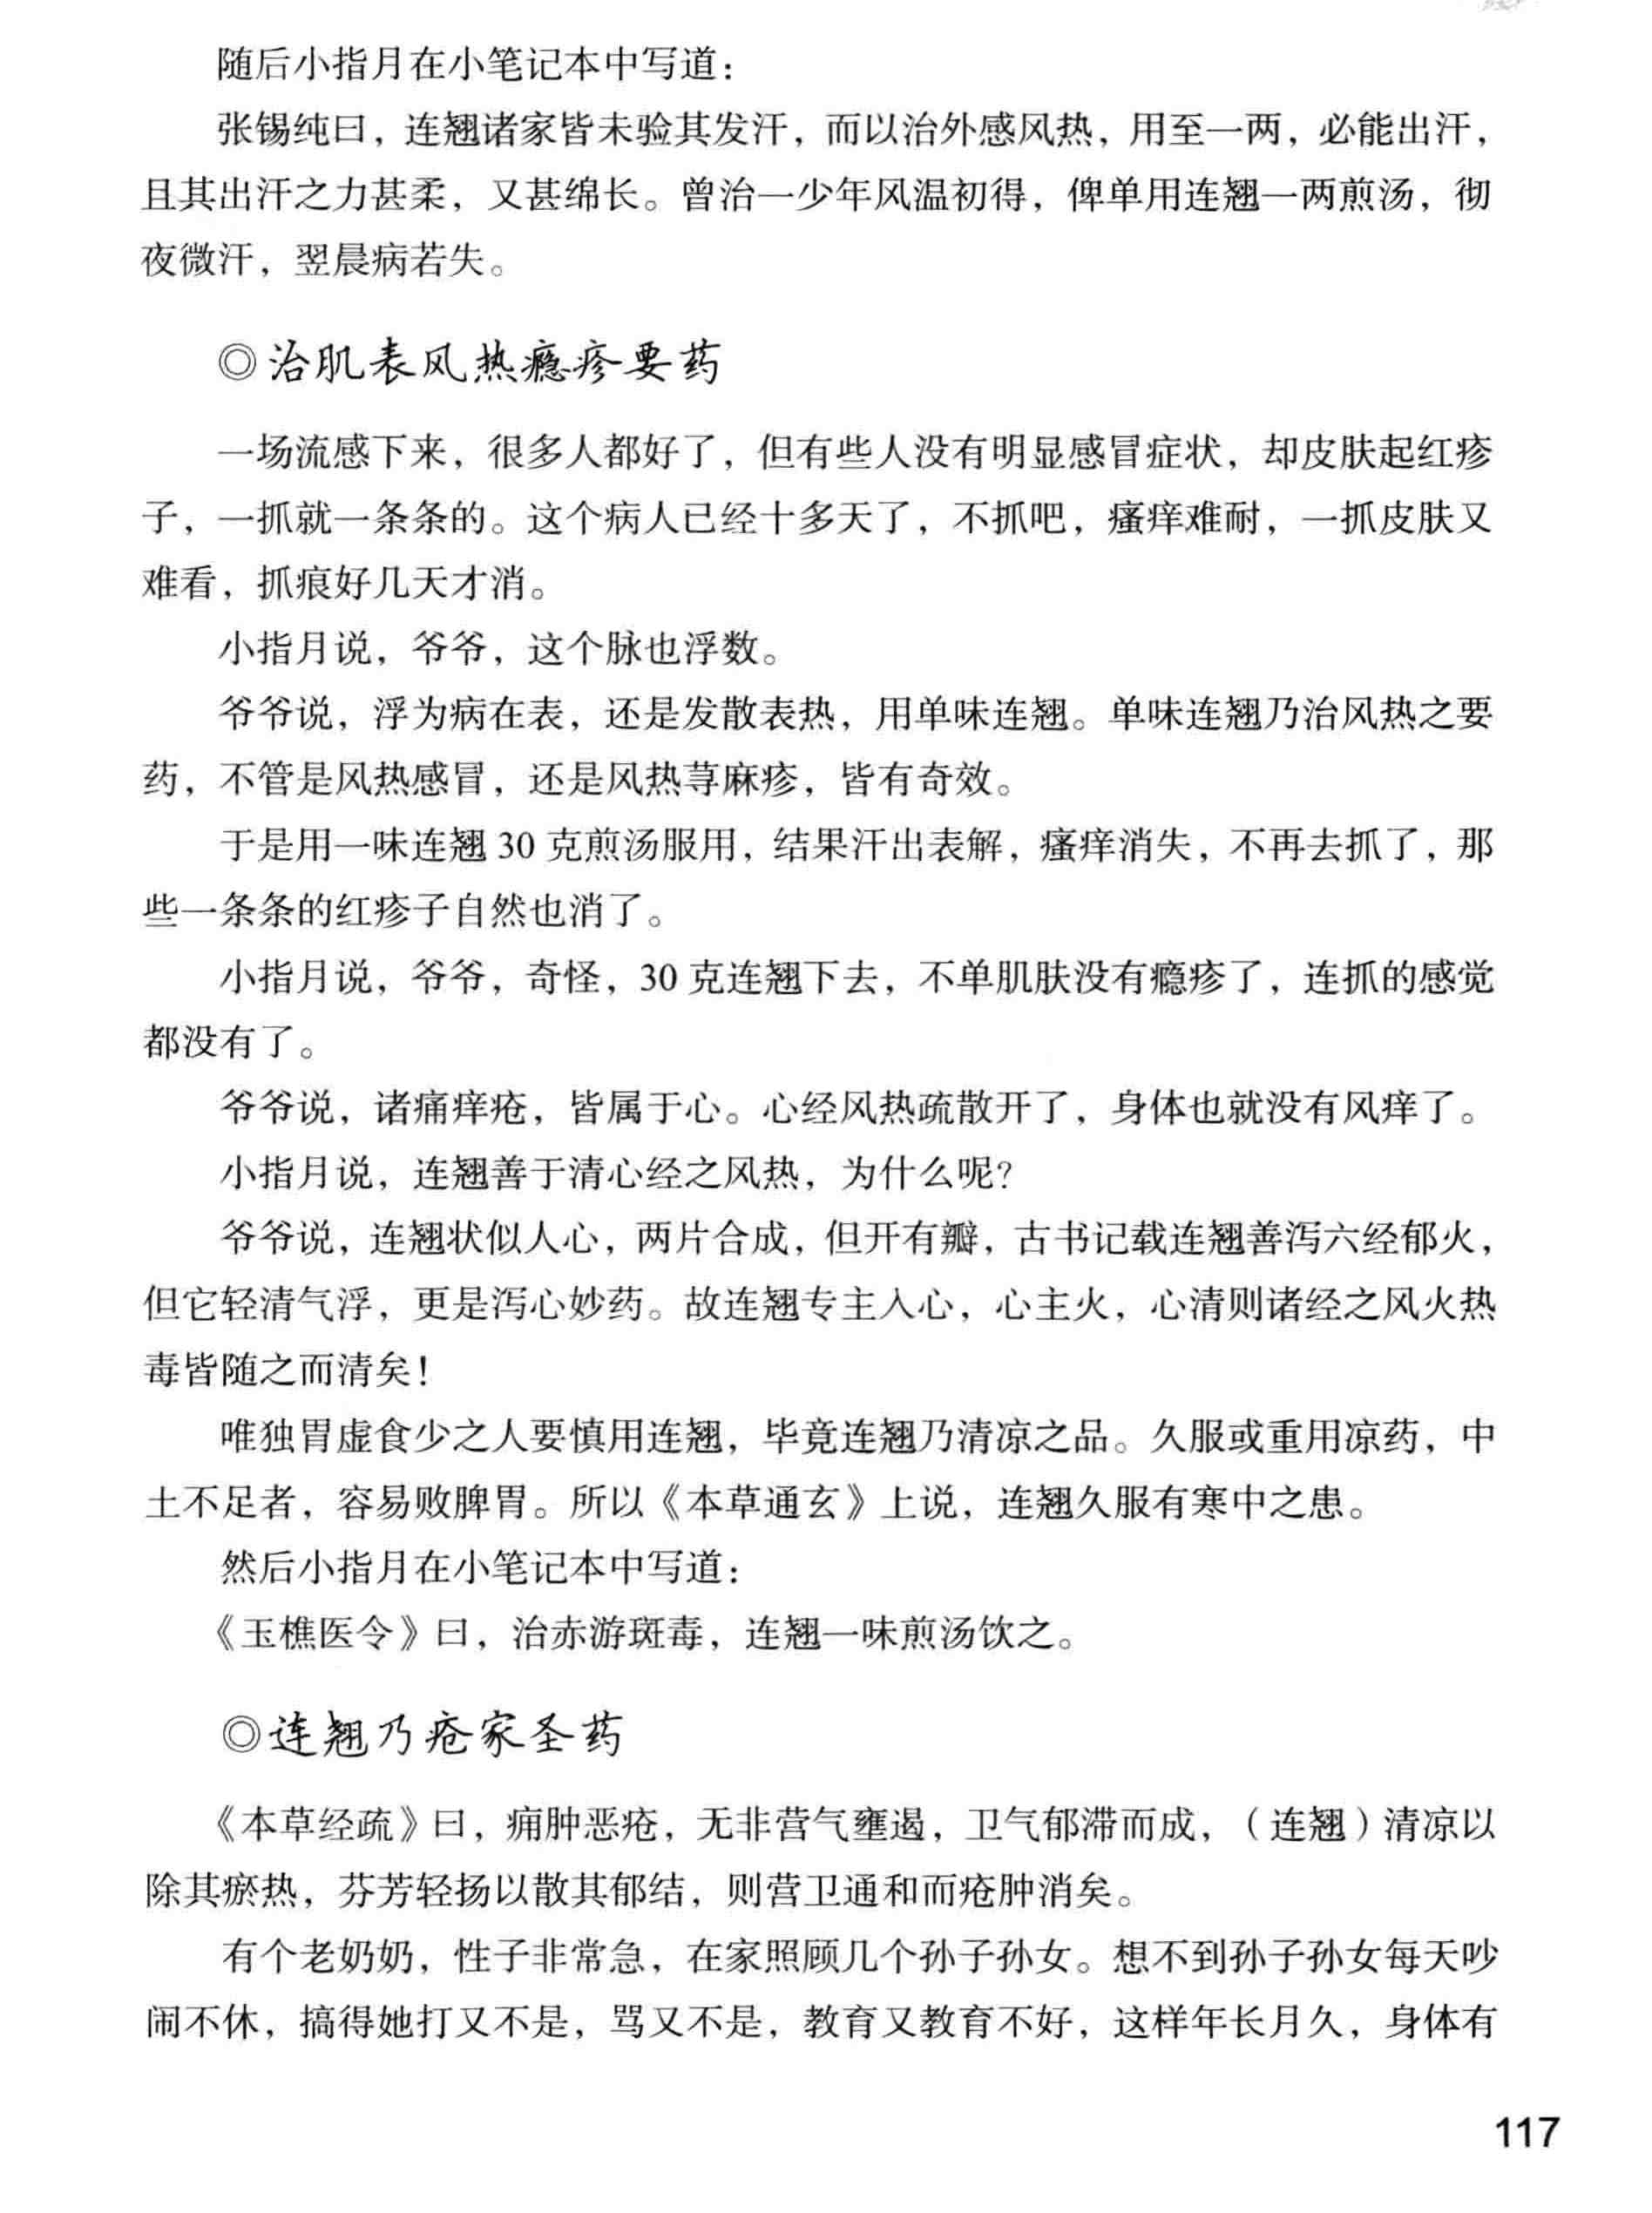 随后小指月在小笔记本中写道：
张锡纯曰，连翘诸家皆未验其发汗，而以治外感风热，用至一两，必能出汗，
且其出汗之力甚柔，又甚绵长。曾治一少年风温初得，俾单用连翘一两煎汤，彻
夜微汗，翌晨病若失。
◎治肌表风热瘾疹要药
一场流感下来，很多人都好了，但有些人没有明显感冒症状，却皮肤起红疹
子，一抓就一条条的。这个病人已经十多天了，不抓吧，瘙痒难耐，一抓皮肤又
难看，抓痕好几天才消。
小指月说，爷爷，这个脉也浮数。
爷爷说，浮为病在表，还是发散表热，用单味连翘。单味连翘乃治风热之要
药，不管是风热感冒，还是风热荨麻疹，皆有奇效。
于是用一味连翘 30 克煎汤服用，结果汗出表解，瘙痒消失，不再去抓了，那
些一条条的红疹子自然也消了。
小指月说，爷爷，奇怪，30 克连翘下去，不单肌肤没有瘾疹了，连抓的感觉
都没有了。
爷爷说，诸痛痒疮，皆属于心。心经风热疏散开了，身体也就没有风痒了。
小指月说，连翘善于清心经之风热，为什么呢？
爷爷说，连翘状似人心，两片合成，但开有瓣，古书记载连翘善泻六经郁火，
但它轻清气浮，更是泻心妙药。故连翘专主入心，心主火，心清则诸经之风火热
毒皆随之而清矣！
唯独胃虚食少之人要慎用连翘，毕竟连翘乃清凉之品。久服或重用凉药，中
土不足者，容易败脾胃。所以《本草通玄》上说，连翘久服有寒中之患。
然后小指月在小笔记本中写道：
《玉樵医令》曰，治赤游斑毒，连翘一味煎汤饮之。
◎连翘乃疮家圣药
《本草经疏》曰，痈肿恶疮，无非营气壅遏，卫气郁滞而成，（连翘）清凉以
除其瘀热，芬芳轻扬以散其郁结，则营卫通和而疮肿消矣。
有个老奶奶，性子非常急，在家照顾几个孙子孙女。想不到孙子孙女每天吵
闹不休，搞得她打又不是，骂又不是，教育又教育不好，这样年长月久，身体有
117